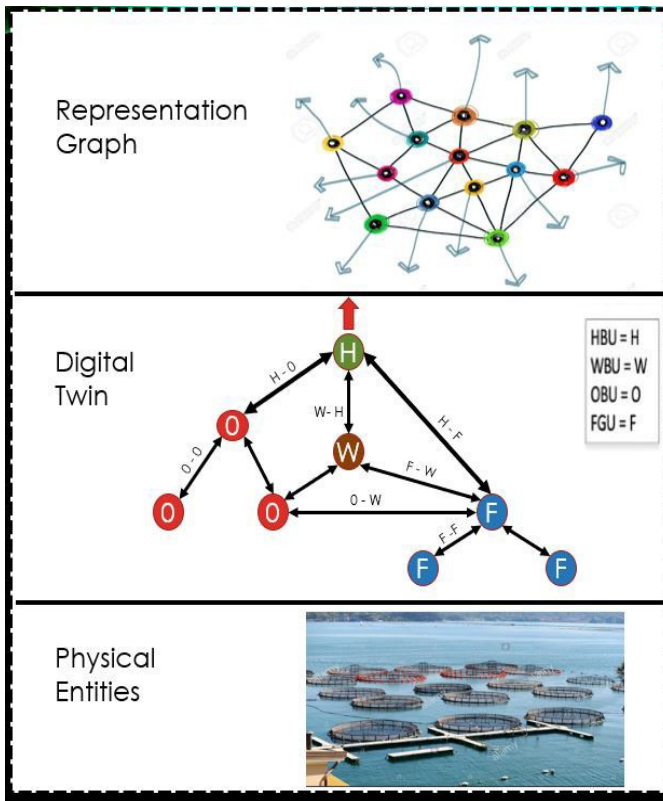 Representation
Graph
Digital
Twin
H
H - O
W - H
H - F
O
W
O - O
F - W
O
O
O - W
F
F - F
F
F
HBU = H
WBU = W
OBU = O
FGU = F
Physical
Entities